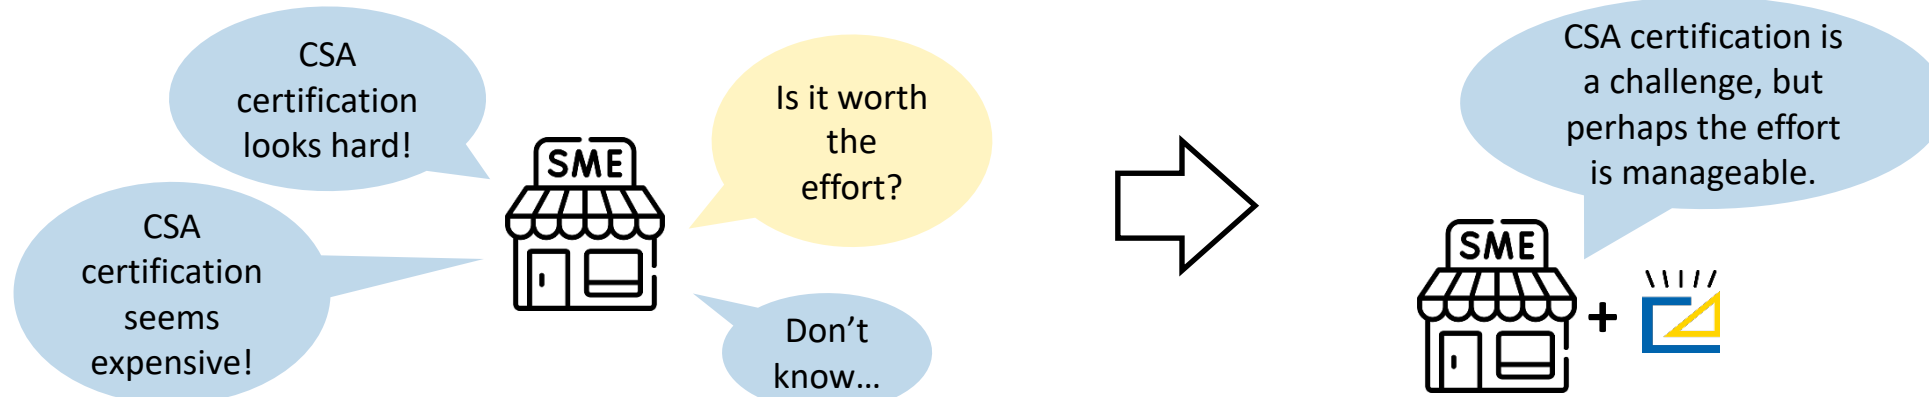 CSA
certification
looks hard!
CSA
certification
seems
expensive!
SME
Is it worth
the
effort?
Don’t
know…
CSA certification is
a challenge, but
perhaps the effort
is manageable.
SME
+